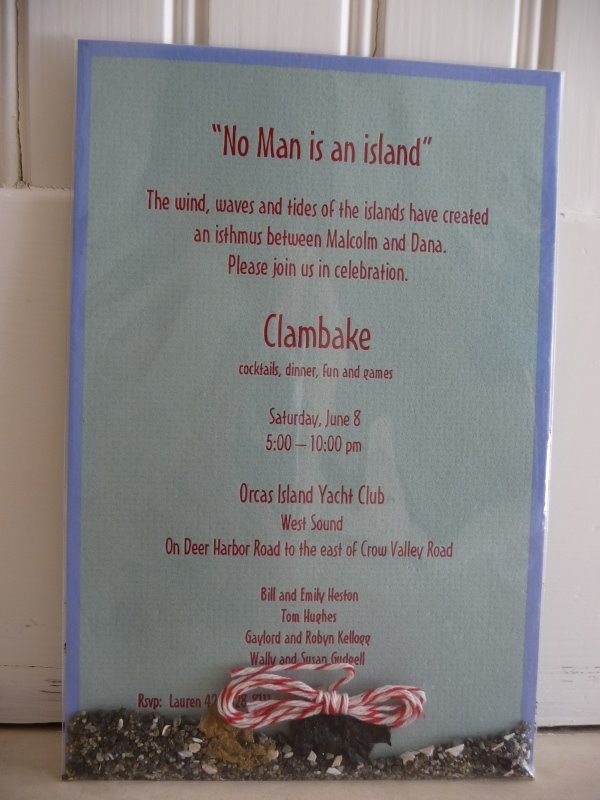 “No Man is an island”
The wind, waves and tides of the islands have created
an isthmus between Malcolm and Dana.
Please join us in celebration.
Clambake
cocktails, dinner, fun and games
Saturday, June 8
5:00 – 10:00 pm
Orcas Island Yacht Club
West Sound
On Deer Harbor Road to the east of Crow Valley Road
Bill and Emily Heston
Tom Hughes
Gaylord and Robyn Kellogg
Wally and Susan Gudgell
Rsvp: Lauren